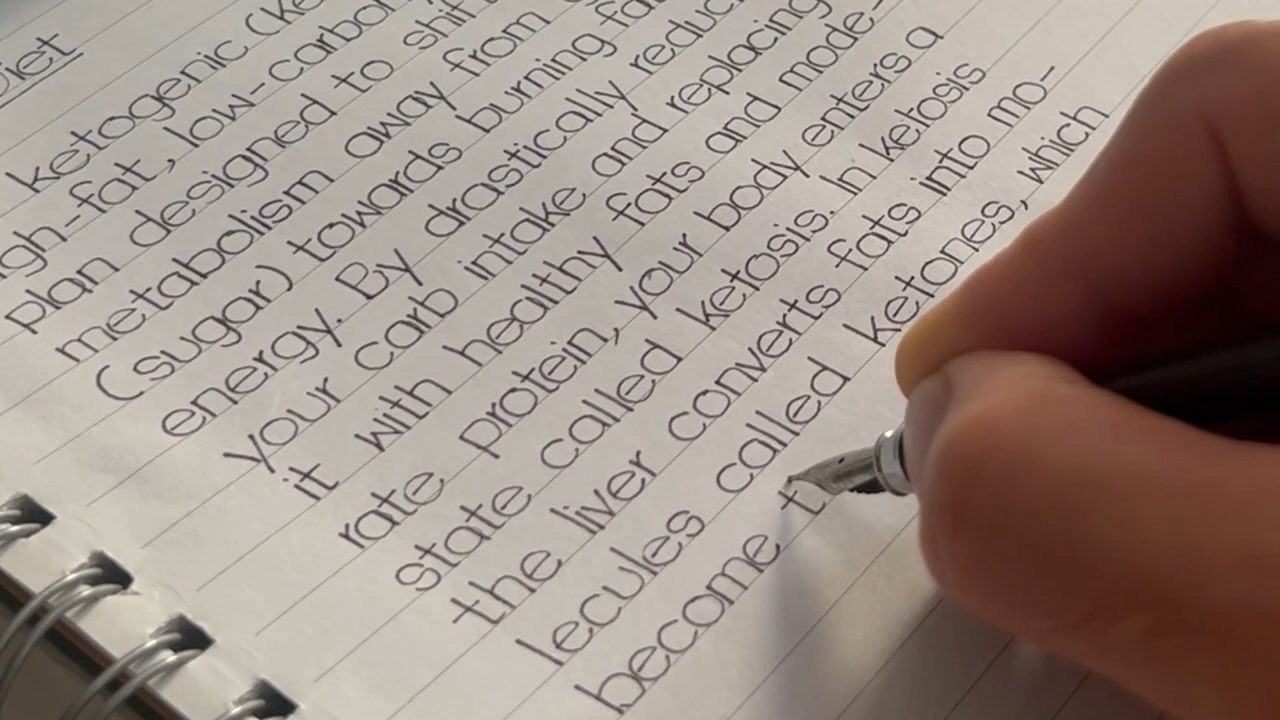 Diet
ketogenic (ke
gh-fat, low-carbo
plan designed to shif
metabolism away from
(sugar) towards burning fa
energy. By drastically reduc
your carb intake and replacing
it with healthy fats and mode-
rate protein, your body enters a
state called ketosis. In ketosis
the liver converts fats into mo-
lecules called ketones, which
become t